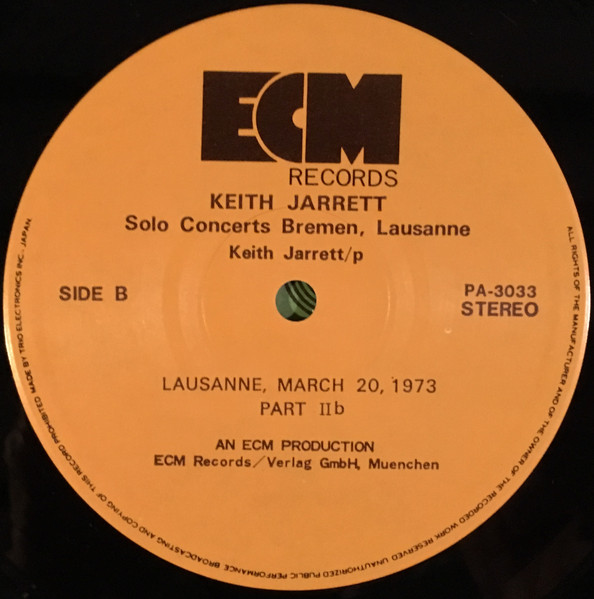 ECM
RECORDS
KEITH JARRETT
Solo Concerts Bremen, Lausanne
Keith Jarrett/p
SIDE B
PA-3033
STEREO
LAUSANNE, MARCH 20, 1973
PART IIb
AN ECM PRODUCTION
ECM Records/Verlag GmbH, Muenchen
ALL RIGHTS OF THE MANUFACTURER AND OF THE OWNER OF THE RECORDED WORK RESERVED UNAUTHORIZED PUBLIC PERFORMANCE BROADCASTING AND COPYING OF THIS RECORD PROHIBITED MADE BY TRIO ELECTRONICS INC.-JAPAN